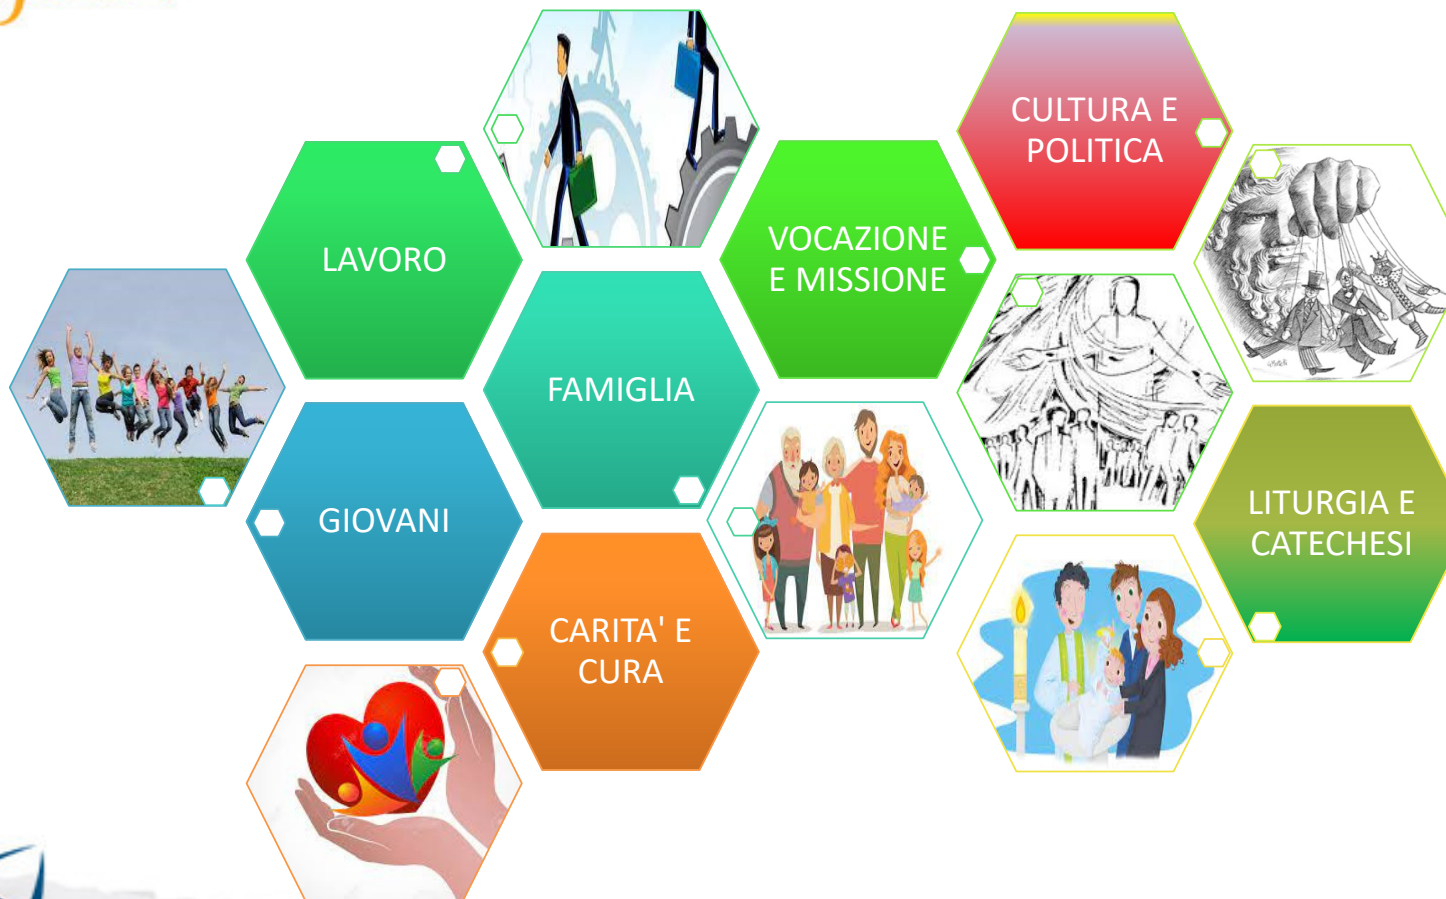 CULTURA E
POLITICA
LAVORO
VOCAZIONE
E MISSIONE
FAMIGLIA
GIOVANI
LITURGIA E
CATECHESI
CARITA' E
CURA